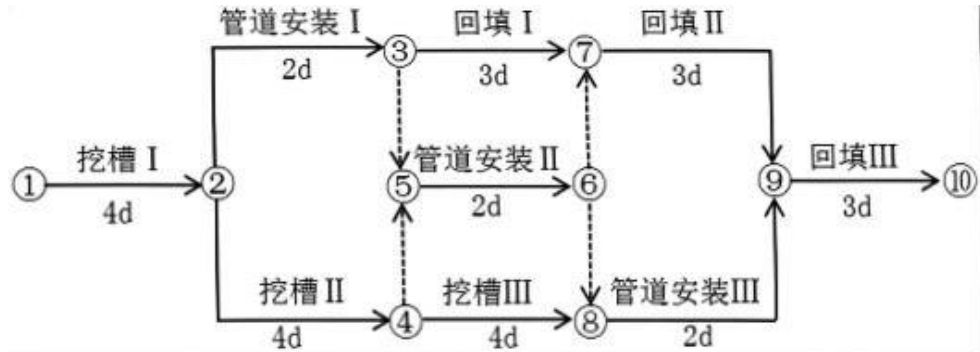 管道安装Ⅰ ③ 回填Ⅰ ⑦ 回填Ⅱ
2d 3d 3d
挖槽Ⅰ 管道安装Ⅱ 回填Ⅲ
① ② ⑤ ⑥ ⑨ ⑩
4d 2d 3d
挖槽Ⅱ 挖槽Ⅲ 管道安装Ⅲ
④ ⑧
4d 4d 2d